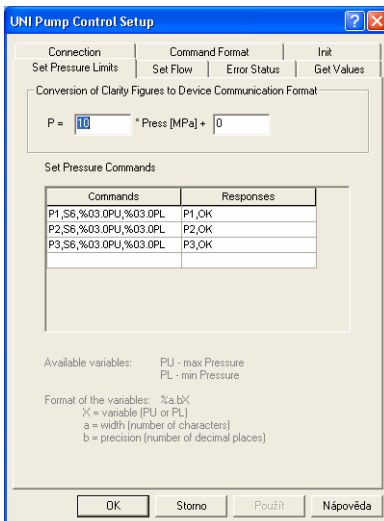 UNI Pump Control Setup
Connection Command Format Init
Set Pressure Limits Set Flow Error Status Get Values
Conversion of Clarity Figures to Device Communication Format
P = 10 * Press [MPa] + 0
Set Pressure Commands
Commands Responses
P1,S6,%03.0PU,%03.0PL P1,OK
P2,S6,%03.0PU,%03.0PL P2,OK
P3,S6,%03.0PU,%03.0PL P3,OK
Available variables: PU - max Pressure
PL - min Pressure
Format of the variables: %a.bX
X = variable (PU or PL)
a = width (number of characters)
b = precision (number of decimal places)
OK Storno Použít Nápověda